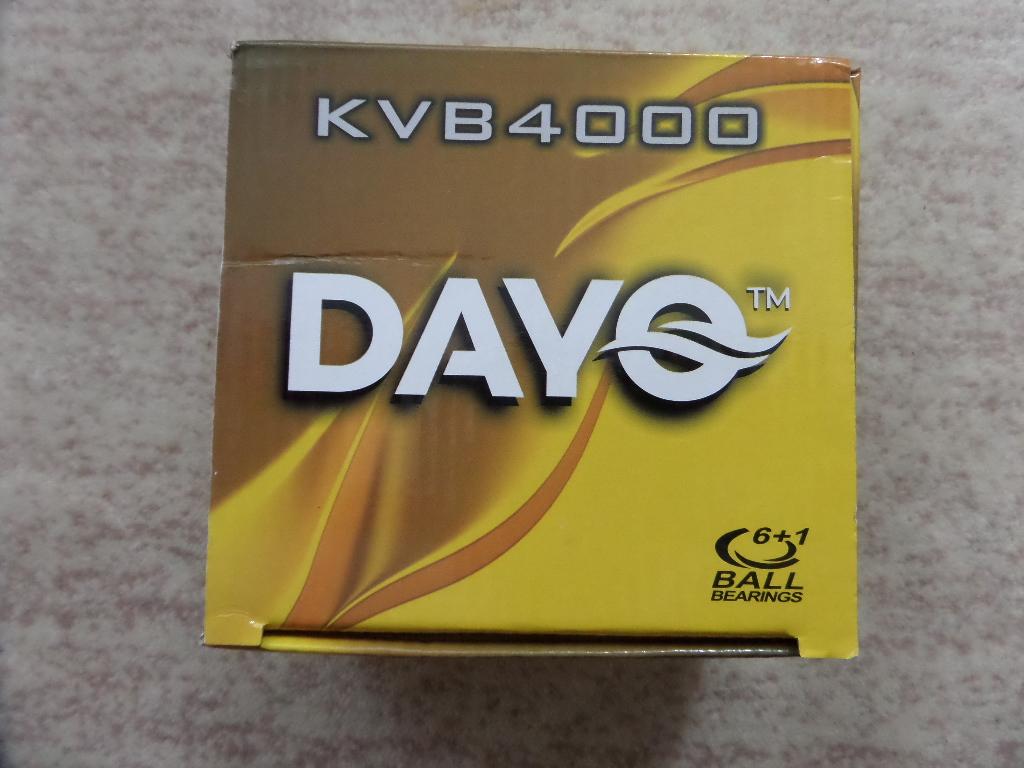 KVB4000
DAYO™
6+1
BALL
BEARINGS